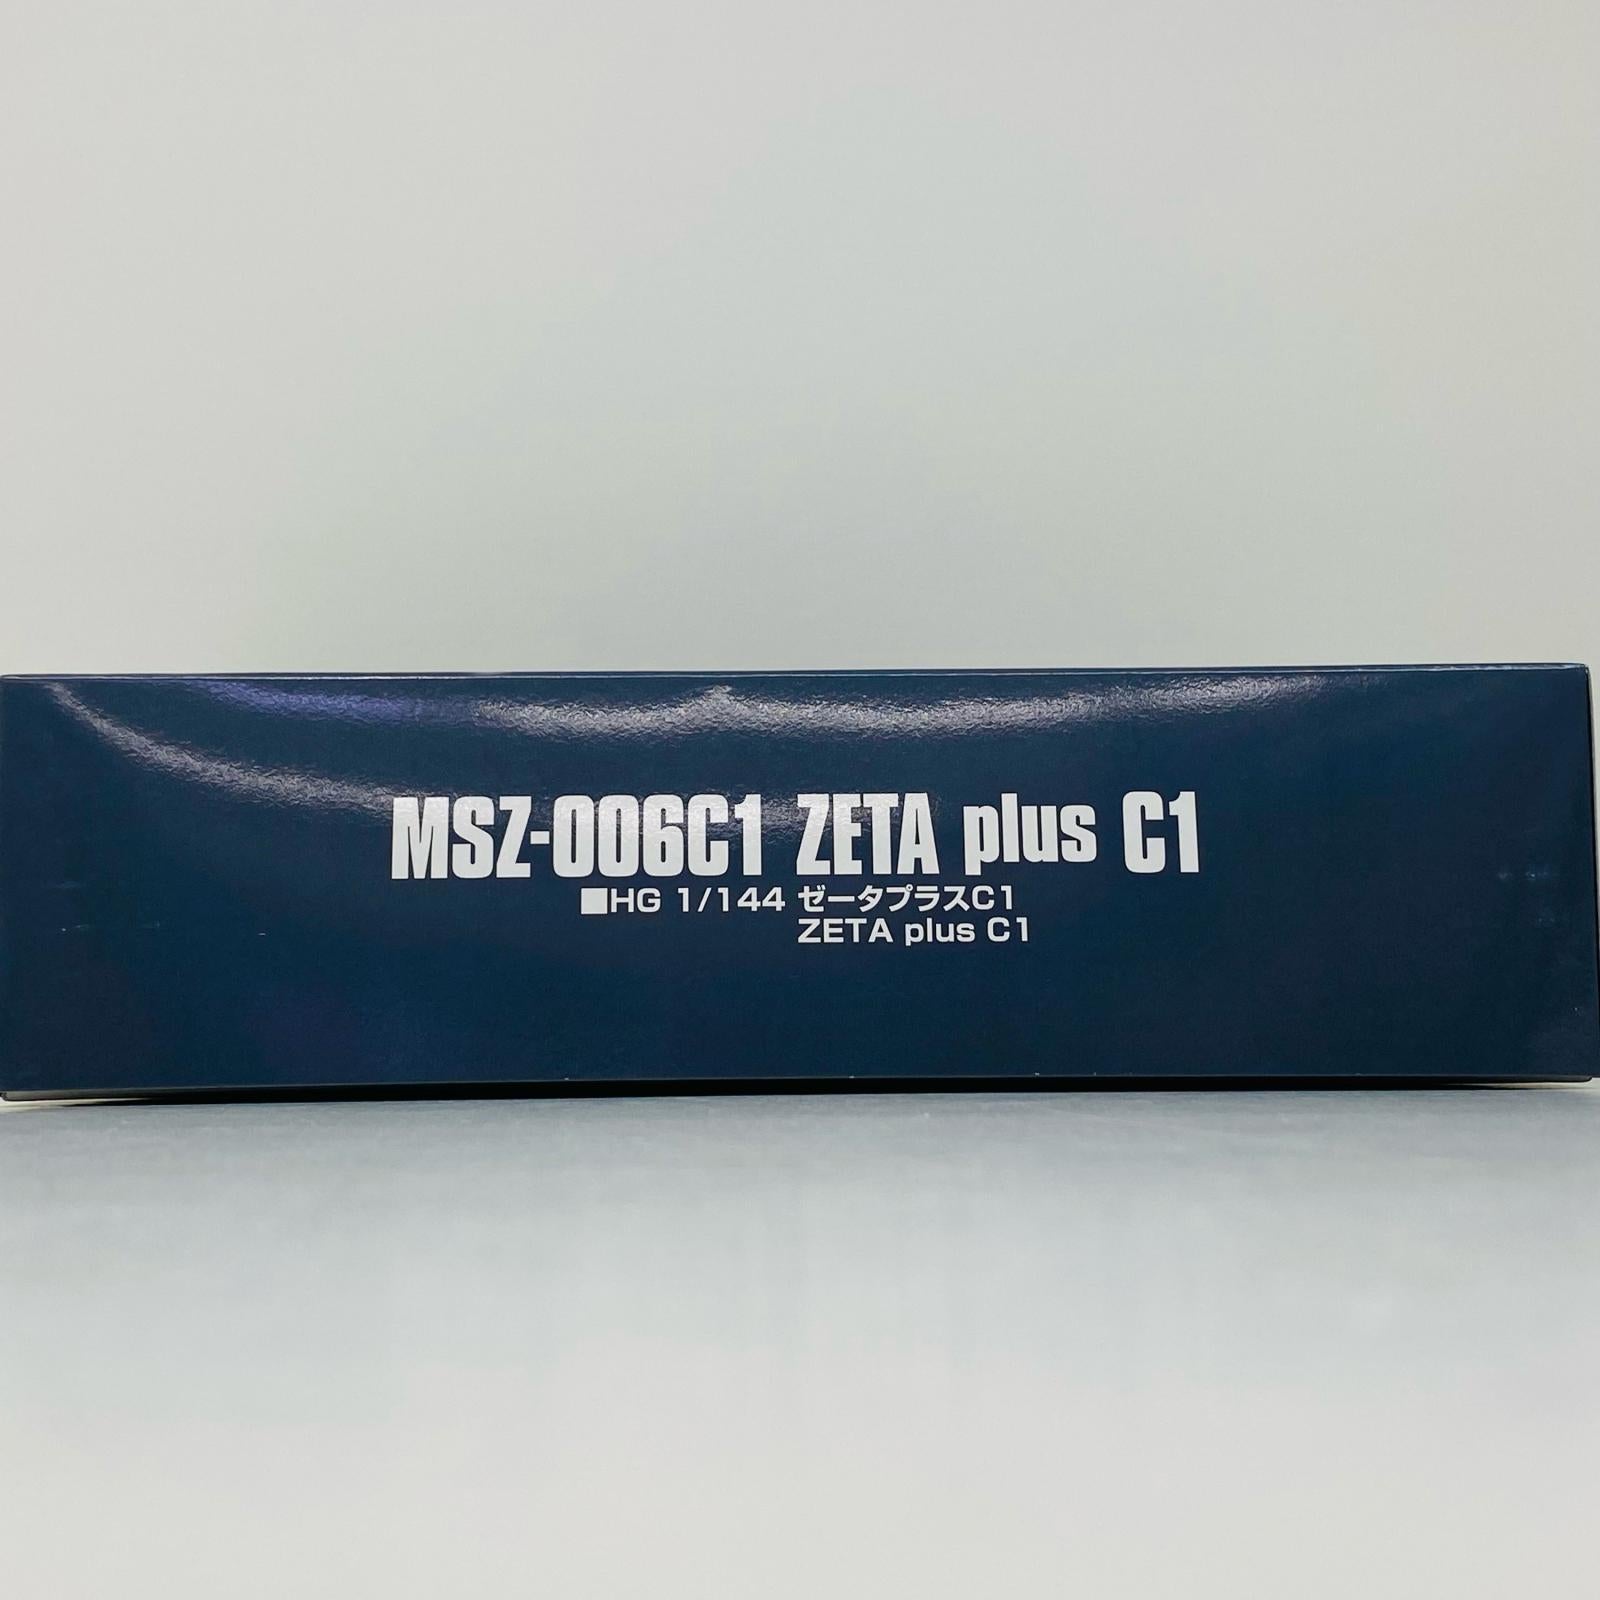 MSZ-006C1 ZETA plus C1
■HG 1/144 ゼータプラスC1
ZETA plus C1